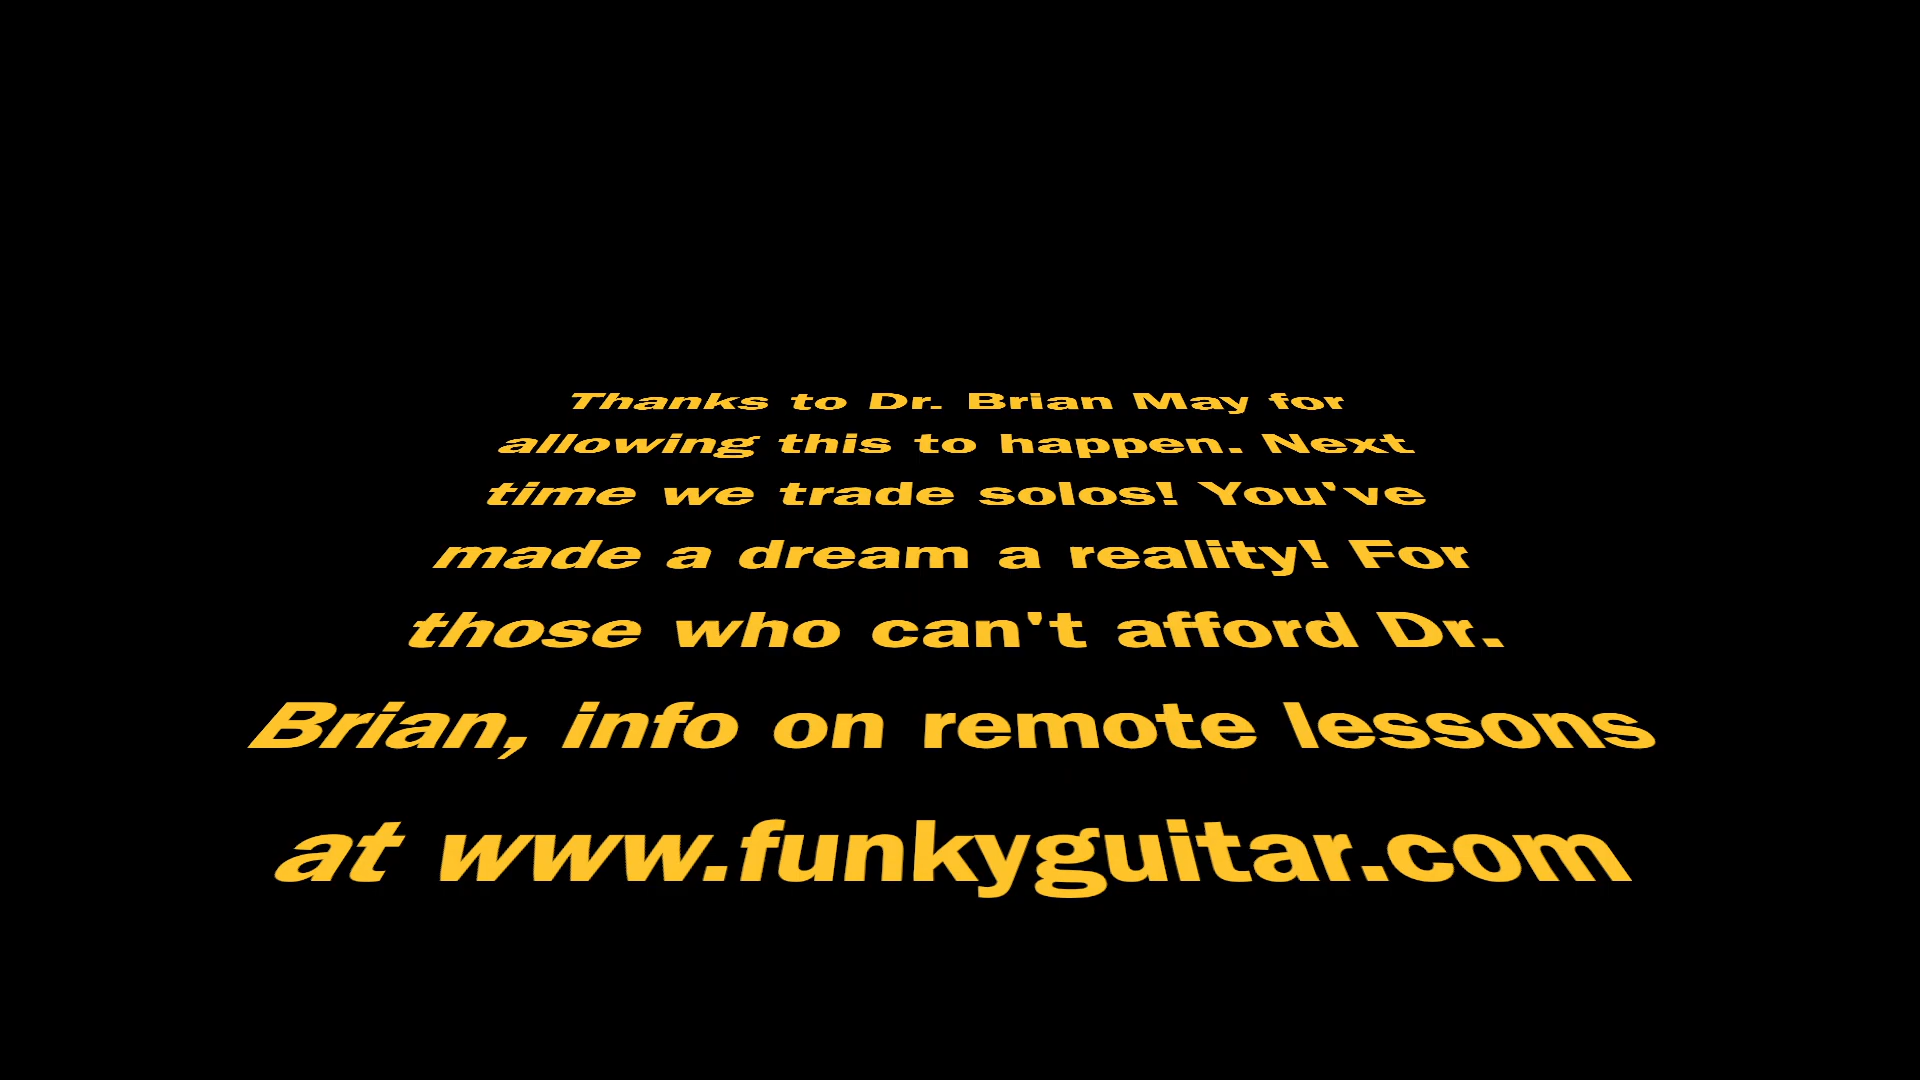 Thanks to Dr. Brian May for
allowing this to happen. Next
time we trade solos! You've
made a dream a reality! For
those who can't afford Dr.
Brian, info on remote lessons
at www.funkyguitar.com